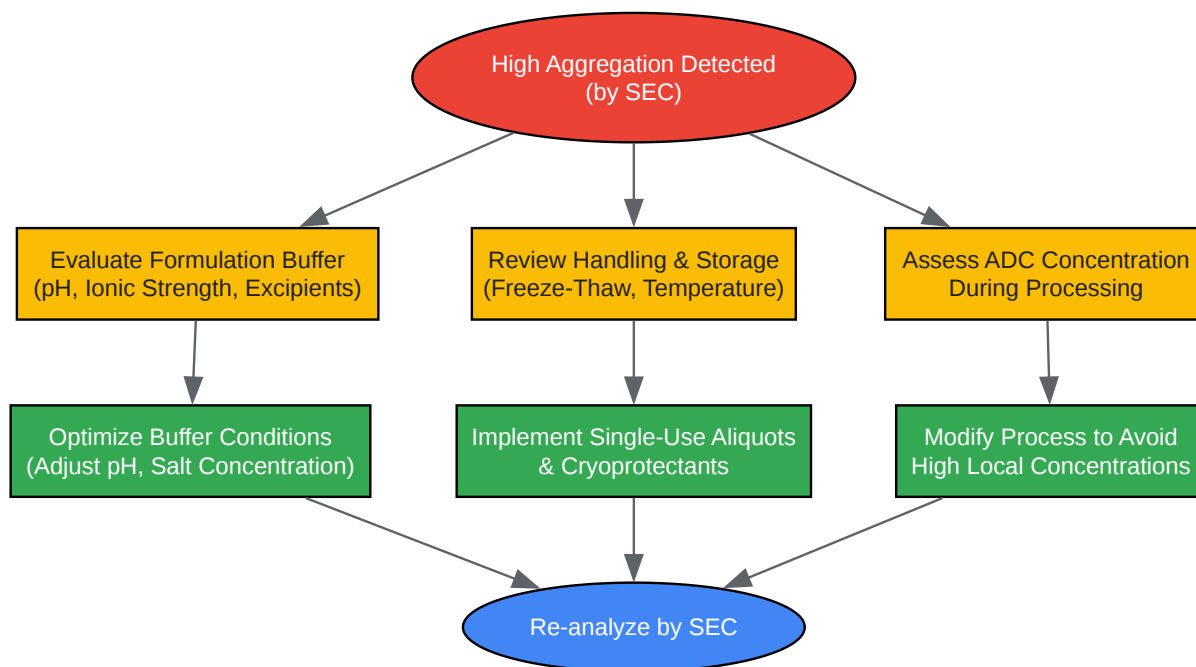 High Aggregation Detected
(by SEC)
Evaluate Formulation Buffer
(pH, Ionic Strength, Excipients)
Review Handling & Storage
(Freeze-Thaw, Temperature)
Assess ADC Concentration
During Processing
Optimize Buffer Conditions
(Adjust pH, Salt Concentration)
Implement Single-Use Aliquots
& Cryoprotectants
Modify Process to Avoid
High Local Concentrations
Re-analyze by SEC